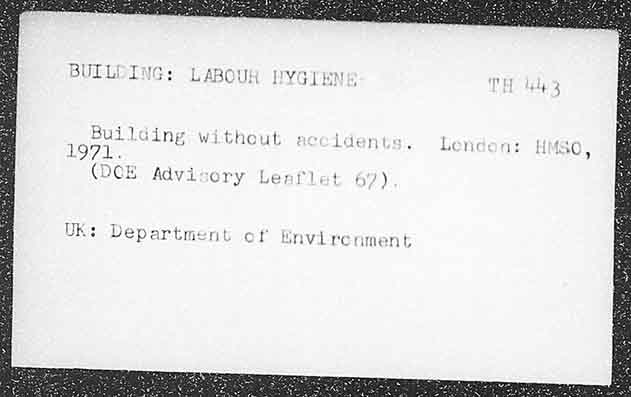 BUILDING: LABOUR HYGIENE
TH 443
Building without accidents. London: HMSO,
1971.
(DOE Advisory Leaflet 67).
UK: Department of Environment